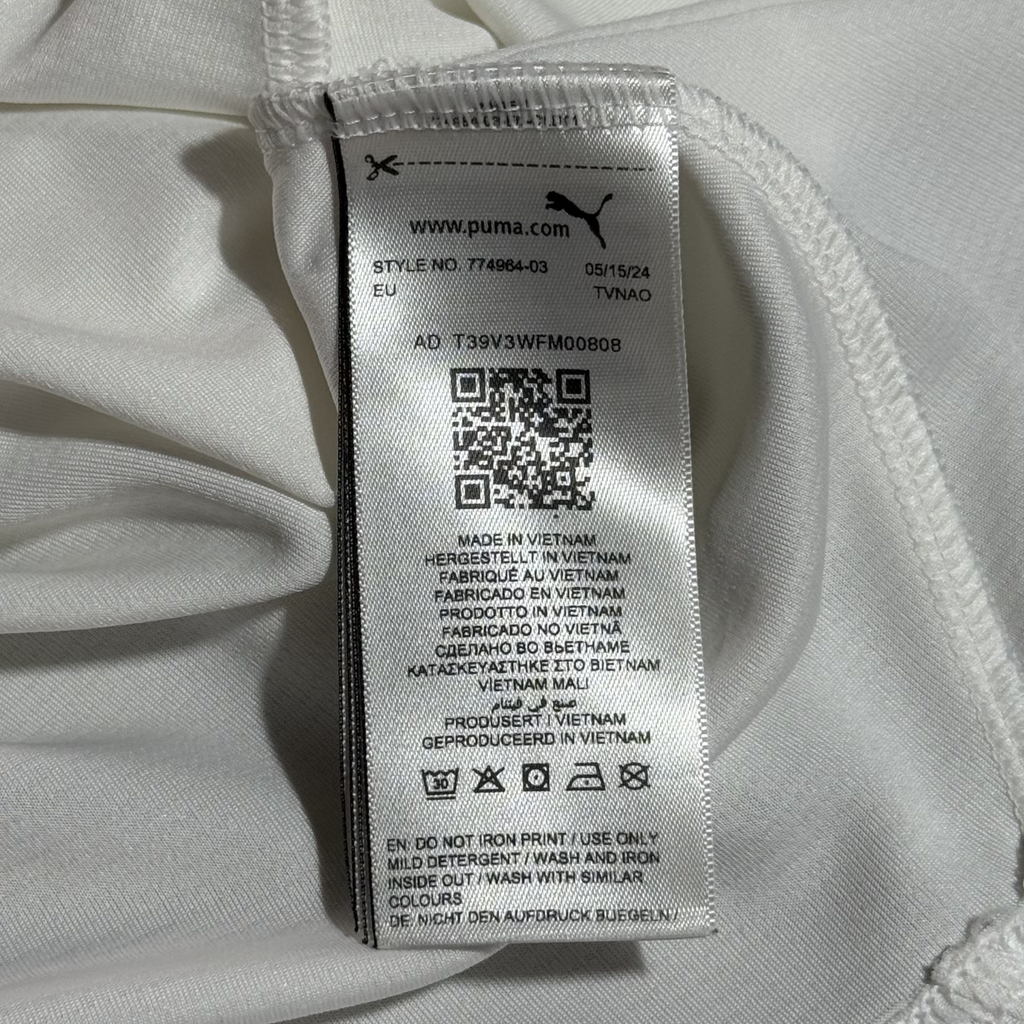 www.puma.com
STYLE NO. 774964-03 05/15/24
EU TVNAO
AD T39V3WFM00808
MADE IN VIETNAM
HERGESTELLT IN VIETNAM
FABRIQUÉ AU VIETNAM
FABRICADO EN VIETNAM
PRODOTTO IN VIETNAM
FABRICADO NO VIETNÃ
СДЕЛАНО ВО ВЬЕТНАМЕ
ΚΑΤΑΣΚΕΥΑΣΤΗΚΕ ΣΤΟ ΒΙΕΤΝΑΜ
VİETNAM MALI
صنع في فيتنام
PRODUSERT I VIETNAM
GEPRODUCEERD IN VIETNAM
30
EN: DO NOT IRON PRINT / USE ONLY
MILD DETERGENT / WASH AND IRON
INSIDE OUT / WASH WITH SIMILAR
COLOURS
DE: NICHT DEN AUFDRUCK BUEGELN /